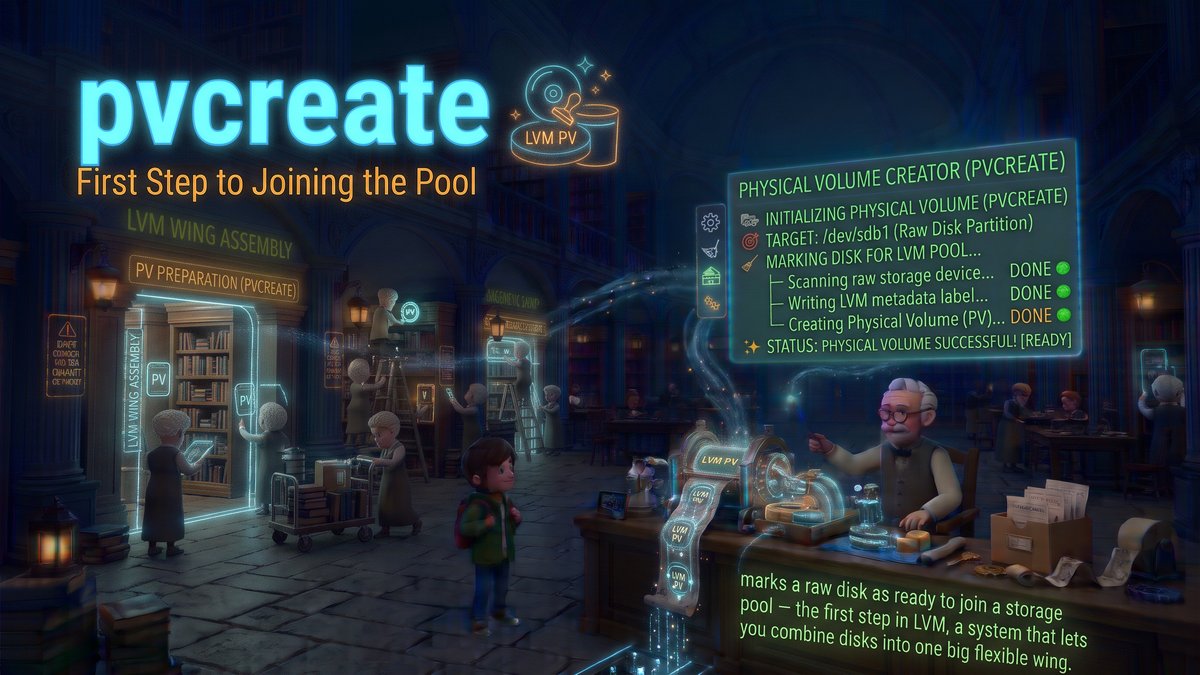 pvcreate
LVM PV
First Step to Joining the Pool
LVM WING ASSEMBLY
PV PREPARATION (PVCREATE)
LVM WING ASSEMBLY
PV
PV
PV
PHYSICAL VOLUME CREATOR (PVCREATE)
INITIALIZING PHYSICAL VOLUME (PVCREATE)
TARGET: /dev/sdb1 (Raw Disk Partition)
MARKING DISK FOR LVM POOL...
Scanning raw storage device... DONE
Writing LVM metadata label... DONE
Creating Physical Volume (PV)... DONE
STATUS: PHYSICAL VOLUME SUCCESSFUL! [READY]
LVM PV
LVM
LVM
PV
LVM
PV
marks a raw disk as ready to join a storage
pool — the first step in LVM, a system that lets
you combine disks into one big flexible wing.